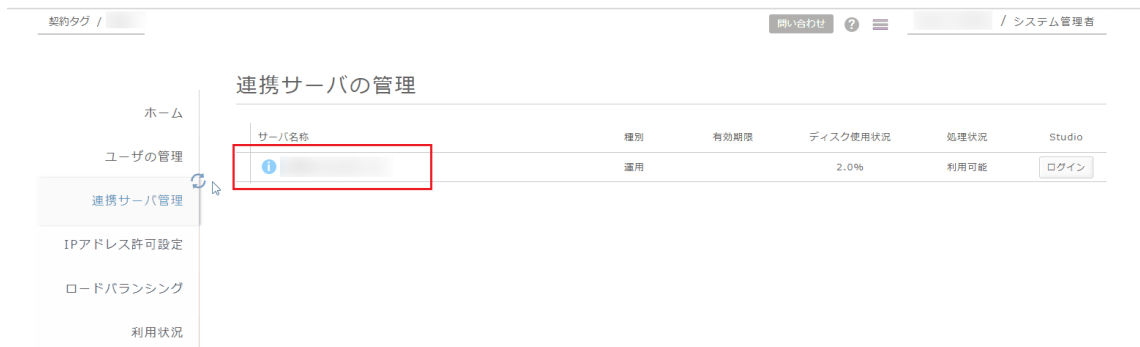 契約タグ /
問い合わせ ? / システム管理者
連携サーバの管理
ホーム
ユーザの管理
連携サーバ管理
IPアドレス許可設定
ロードバランシング
利用状況
サーバ名称 種別 有効期限 ディスク使用状況 処理状況 Studio
i 運用 2.0% 利用可能 ログイン